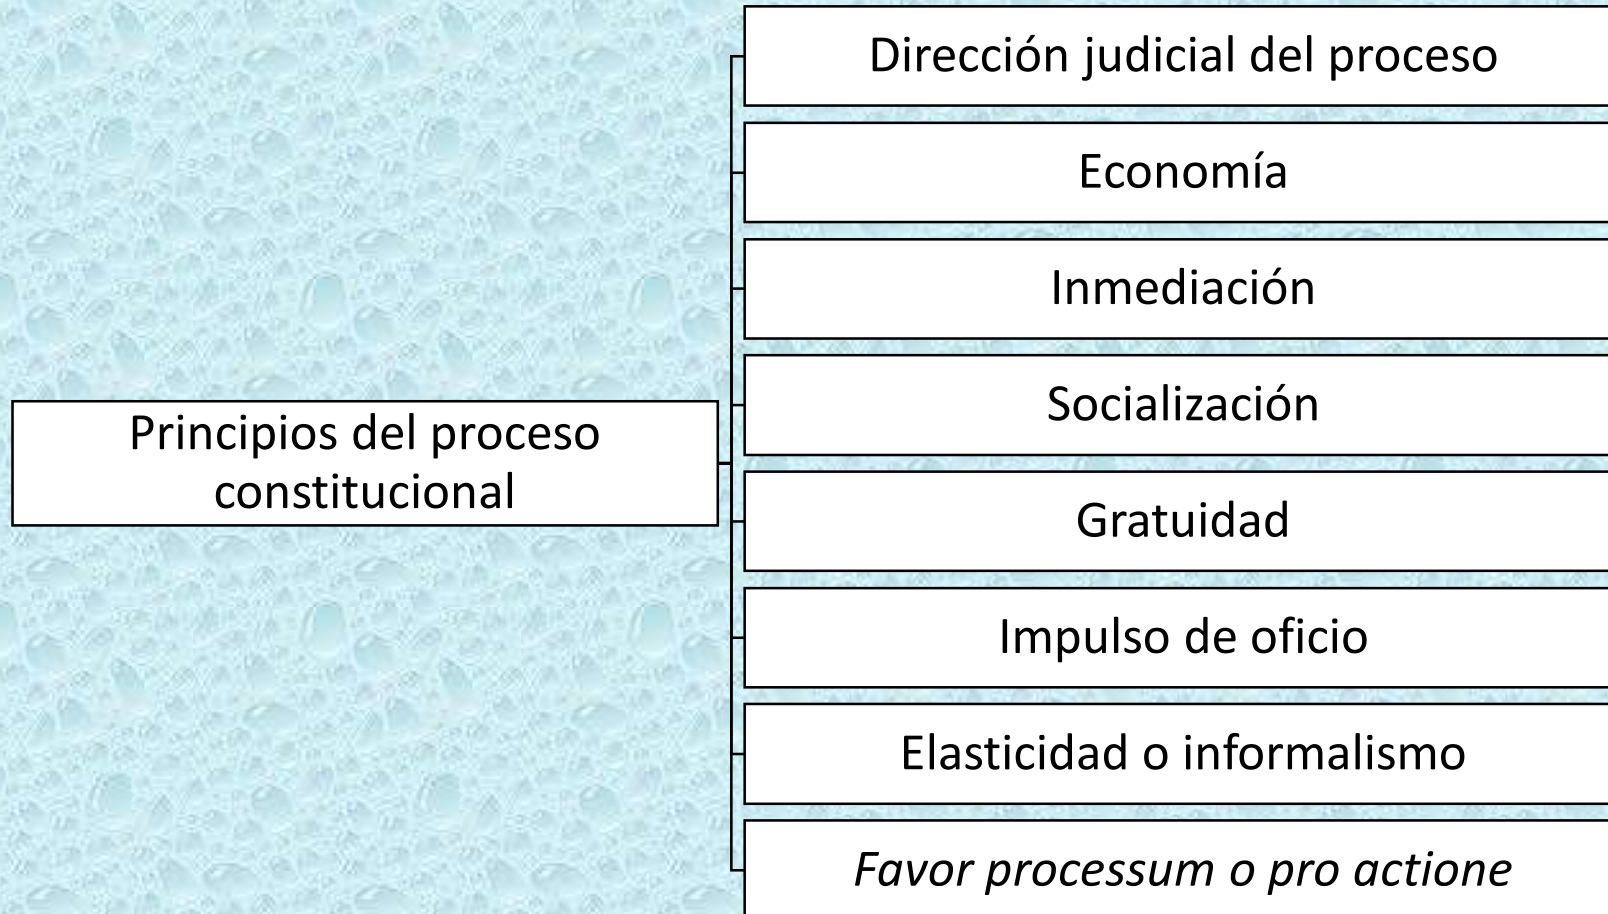 Principios del proceso
constitucional
Dirección judicial del proceso
Economía
Inmediación
Socialización
Gratuidad
Impulso de oficio
Elasticidad o informalismo
Favor processum o pro actione